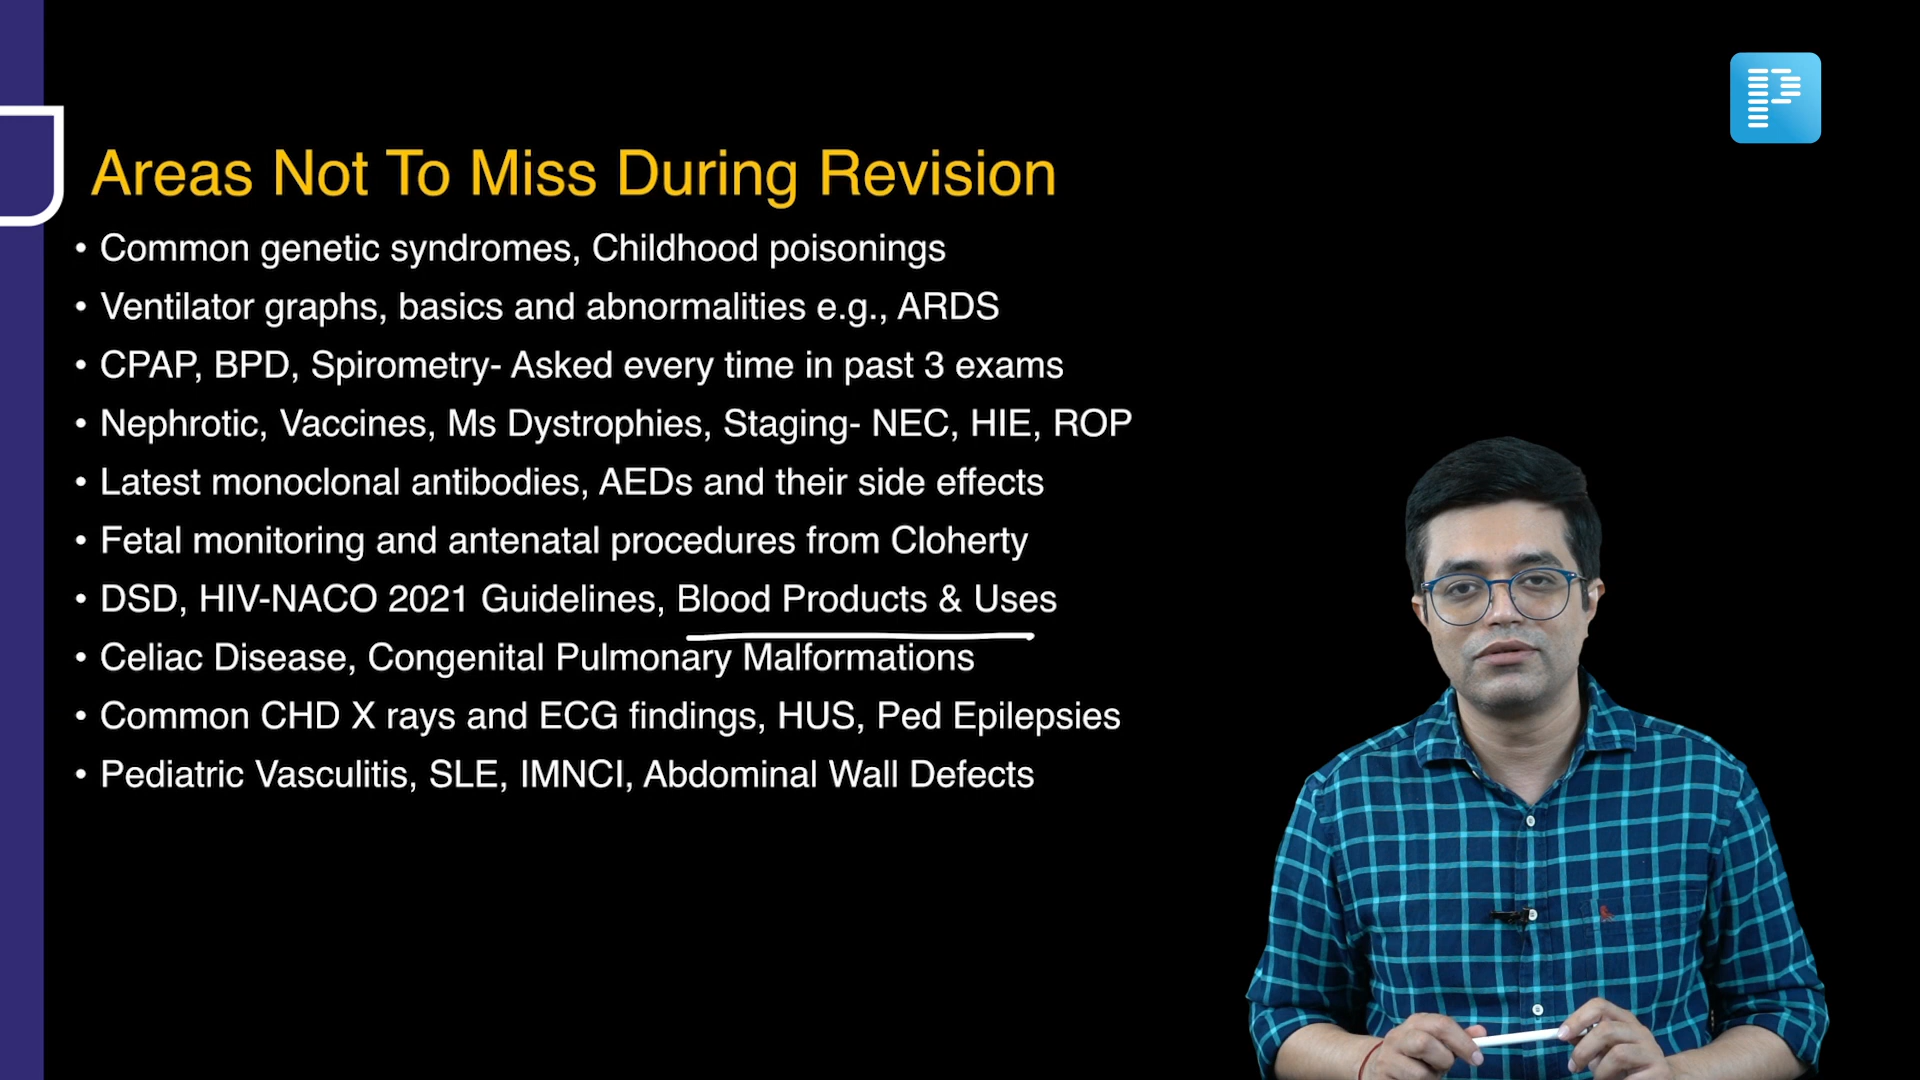 Areas Not To Miss During Revision
• Common genetic syndromes, Childhood poisonings
• Ventilator graphs, basics and abnormalities e.g., ARDS
• CPAP, BPD, Spirometry- Asked every time in past 3 exams
• Nephrotic, Vaccines, Ms Dystrophies, Staging- NEC, HIE, ROP
• Latest monoclonal antibodies, AEDs and their side effects
• Fetal monitoring and antenatal procedures from Cloherty
• DSD, HIV-NACO 2021 Guidelines, Blood Products & Uses
• Celiac Disease, Congenital Pulmonary Malformations
• Common CHD X rays and ECG findings, HUS, Ped Epilepsies
• Pediatric Vasculitis, SLE, IMNCI, Abdominal Wall Defects